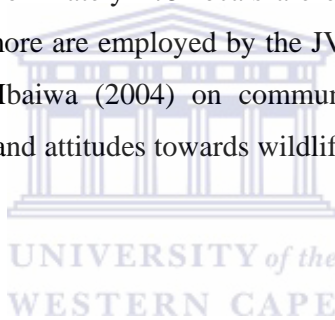 more are employed by the JV
Mbaiwa (2004) on commun
and attitudes towards wildlif
UNIVERSITY of the
WESTERN CAPE